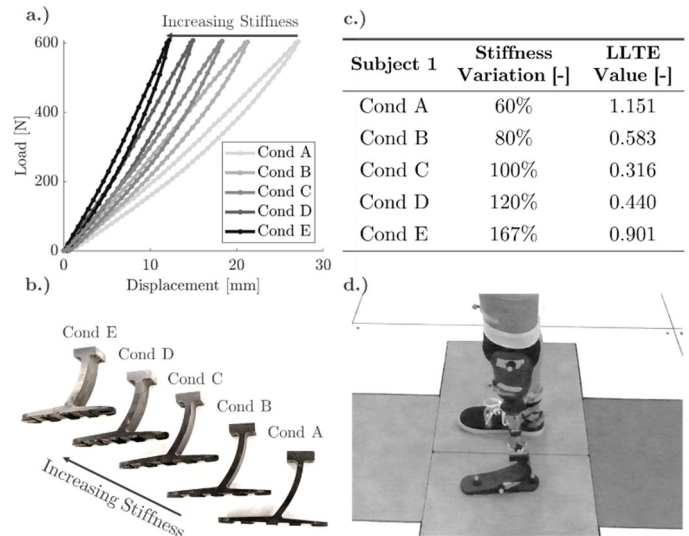 a.)
Increasing Stiffness
Load [N]
600
400
200
0
0 10 20 30
Displacement [mm]
Cond A
Cond B
Cond C
Cond D
Cond E
c.)
Subject 1 Stiffness Variation [-] LLTE Value [-]
Cond A 60% 1.151
Cond B 80% 0.583
Cond C 100% 0.316
Cond D 120% 0.440
Cond E 167% 0.901
b.)
Cond E
Cond D
Cond C
Cond B
Cond A
Increasing Stiffness
d.)